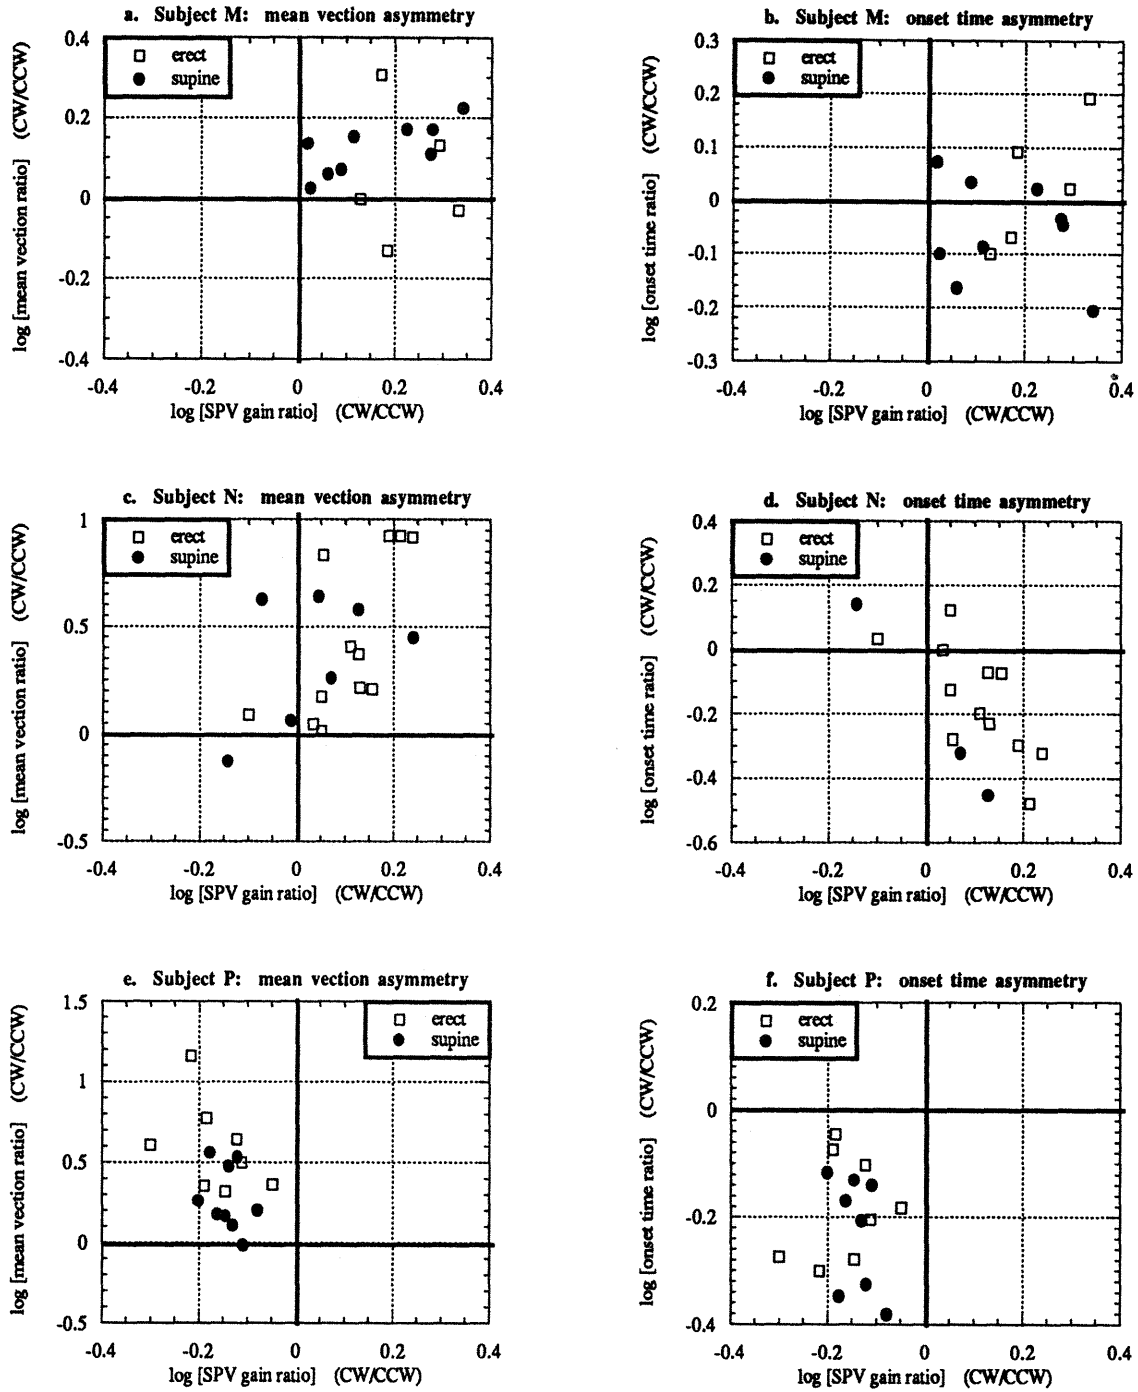 a. Subject M: mean vection asymmetry
log [mean vection ratio] (CW/CCW)
0.4
0.2
0
-0.2
-0.4
erect
supine
-0.4 -0.2 0 0.2 0.4
log [SPV gain ratio] (CW/CCW)
b. Subject M: onset time asymmetry
log [onset time ratio] (CW/CCW)
0.3
0.2
0.1
0
-0.1
-0.2
-0.3
erect
supine
-0.4 -0.2 0 0.2 0.4
log [SPV gain ratio] (CW/CCW)
c. Subject N: mean vection asymmetry
log [mean vection ratio] (CW/CCW)
1
0.5
0
-0.5
erect
supine
-0.4 -0.2 0 0.2 0.4
log [SPV gain ratio] (CW/CCW)
d. Subject N: onset time asymmetry
log [onset time ratio] (CW/CCW)
0.4
0.2
0
-0.2
-0.4
-0.6
erect
supine
-0.4 -0.2 0 0.2 0.4
log [SPV gain ratio] (CW/CCW)
e. Subject P: mean vection asymmetry
log [mean vection ratio] (CW/CCW)
1.5
1
0.5
0
-0.5
erect
supine
-0.4 -0.2 0 0.2 0.4
log [SPV gain ratio] (CW/CCW)
f. Subject P: onset time asymmetry
log [onset time ratio] (CW/CCW)
0.2
0
-0.2
-0.4
erect
supine
-0.4 -0.2 0 0.2 0.4
log [SPV gain ratio] (CW/CCW)